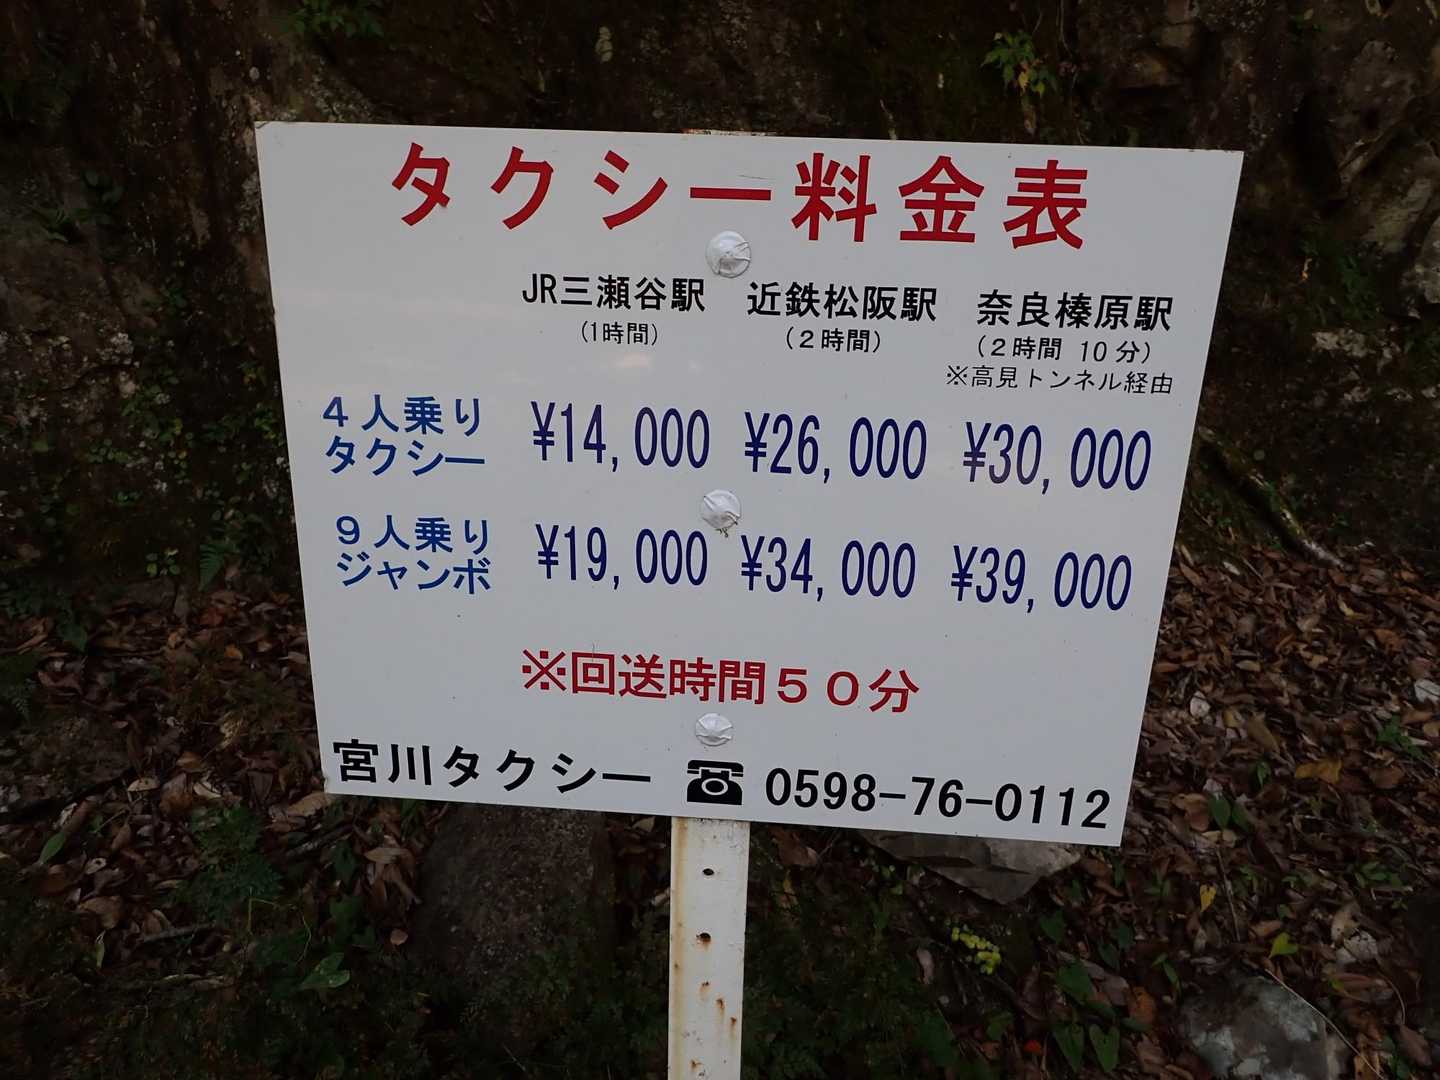 タクシー料金表
JR三瀬谷駅 近鉄松阪駅 奈良榛原駅
(1時間) (２時間) (２時間 10分)
※高見トンネル経由
４人乗り
タクシー ¥14,000 ¥26,000 ¥30,000
９人乗り
ジャンボ ¥19,000 ¥34,000 ¥39,000
※回送時間５０分
宮川タクシー ☎ 0598-76-0112